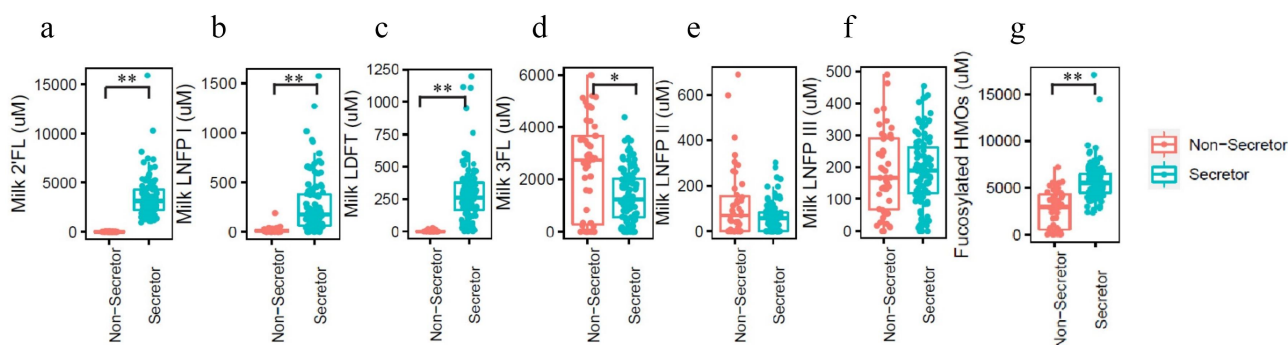 a
Milk 2'FL (uM)
15000
10000
5000
0
**
Non-Secretor
Secretor
b
Milk LNFP I (uM)
1500
1000
500
0
**
Non-Secretor
Secretor
c
Milk LDFT (uM)
1250
1000
750
500
250
0
**
Non-Secretor
Secretor
d
Milk 3FL (uM)
6000
4000
2000
0
*
Non-Secretor
Secretor
e
Milk LNFP II (uM)
600
400
200
0
Non-Secretor
Secretor
f
Milk LNFP III (uM)
500
400
300
200
100
0
Non-Secretor
Secretor
g
Fucosylated HMOs (uM)
15000
10000
5000
0
**
Non-Secretor
Secretor
Non-Secretor
Secretor